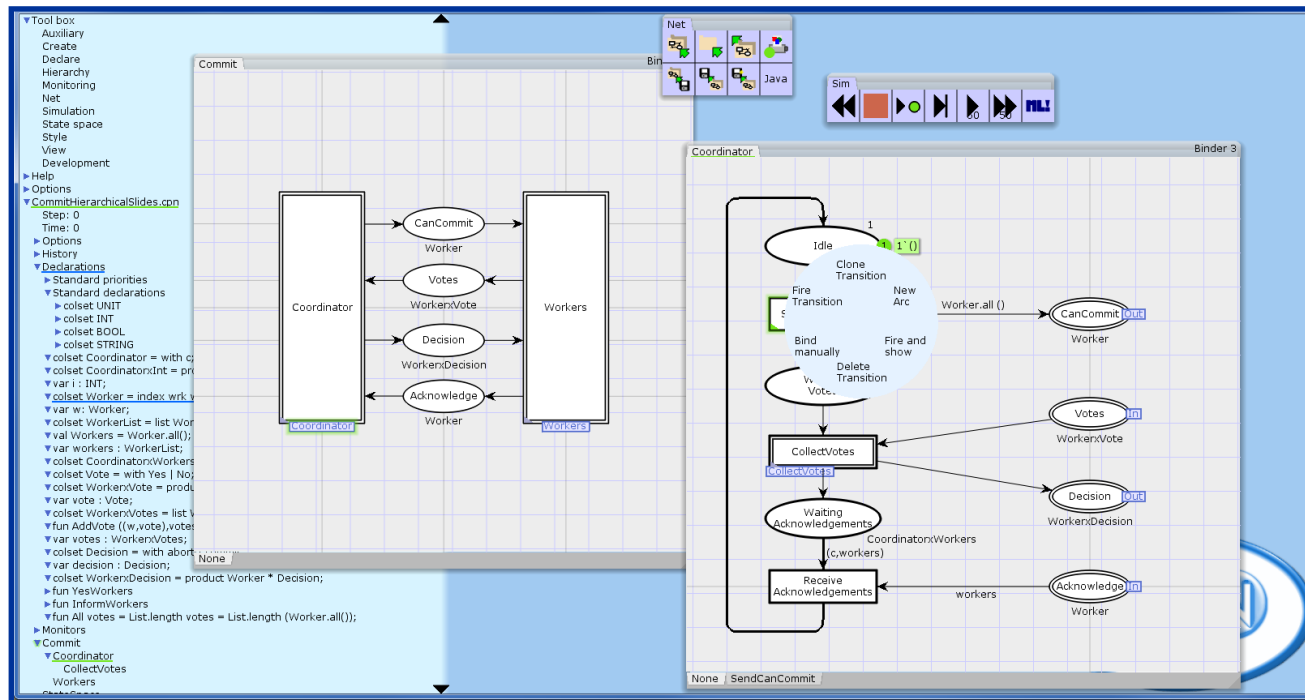 Tool box
Auxiliary
Create
Declare
Hierarchy
Monitoring
Net
Simulation
State space
Style
View
Development
Help
Options
CommitHierarchicalSlides.cpn
Step: 0
Time: 0
Options
History
Declarations
Standard priorities
Standard declarations
colset UNIT
colset INT
colset BOOL
colset STRING
colset Coordinator = with c;
colset CoordinatorxInt =
var i : INT;
colset Worker = index wrk
var w: Worker;
colset WorkerList = list
val Workers = Worker.all();
var workers : WorkerList;
colset CoordinatorxWorkers
colset Vote = with Yes | No;
colset WorkerxVote =
var vote : Vote;
colset WorkerxVotes = list
fun AddVote ((w,vote),votes
var votes : WorkerxVotes;
colset Decision = with
var decision : Decision;
colset WorkerxDecision = product Worker * Decision;
fun YesWorkers
fun InformWorkers
fun All votes = List.length votes = List.length (Worker.all());
Monitors
Commit
Coordinator
CollectVotes
Workers
Commit
Coordinator
Coordinator
CanCommit
Worker
Votes
WorkerxVote
Decision
WorkerxDecision
Acknowledge
Worker
Workers
Workers
None
Net
Java
Sim
50
ML!
Coordinator
Binder 3
1
Idle
1
1`()
Clone
Transition
Fire
Transition
New
Arc
Bind
manually
Fire and
show
Delete
Transition
Worker.all ()
CanCommit
Out
Worker
Votes
In
WorkerxVote
CollectVotes
CollectVotes
Decision
Out
WorkerxDecision
Waiting
Acknowledgements
CoordinatorxWorkers
(c,workers)
Receive
Acknowledgements
workers
Acknowledge
In
Worker
None
SendCanCommit